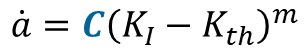 ȧ = C(K_I − K_th)^m